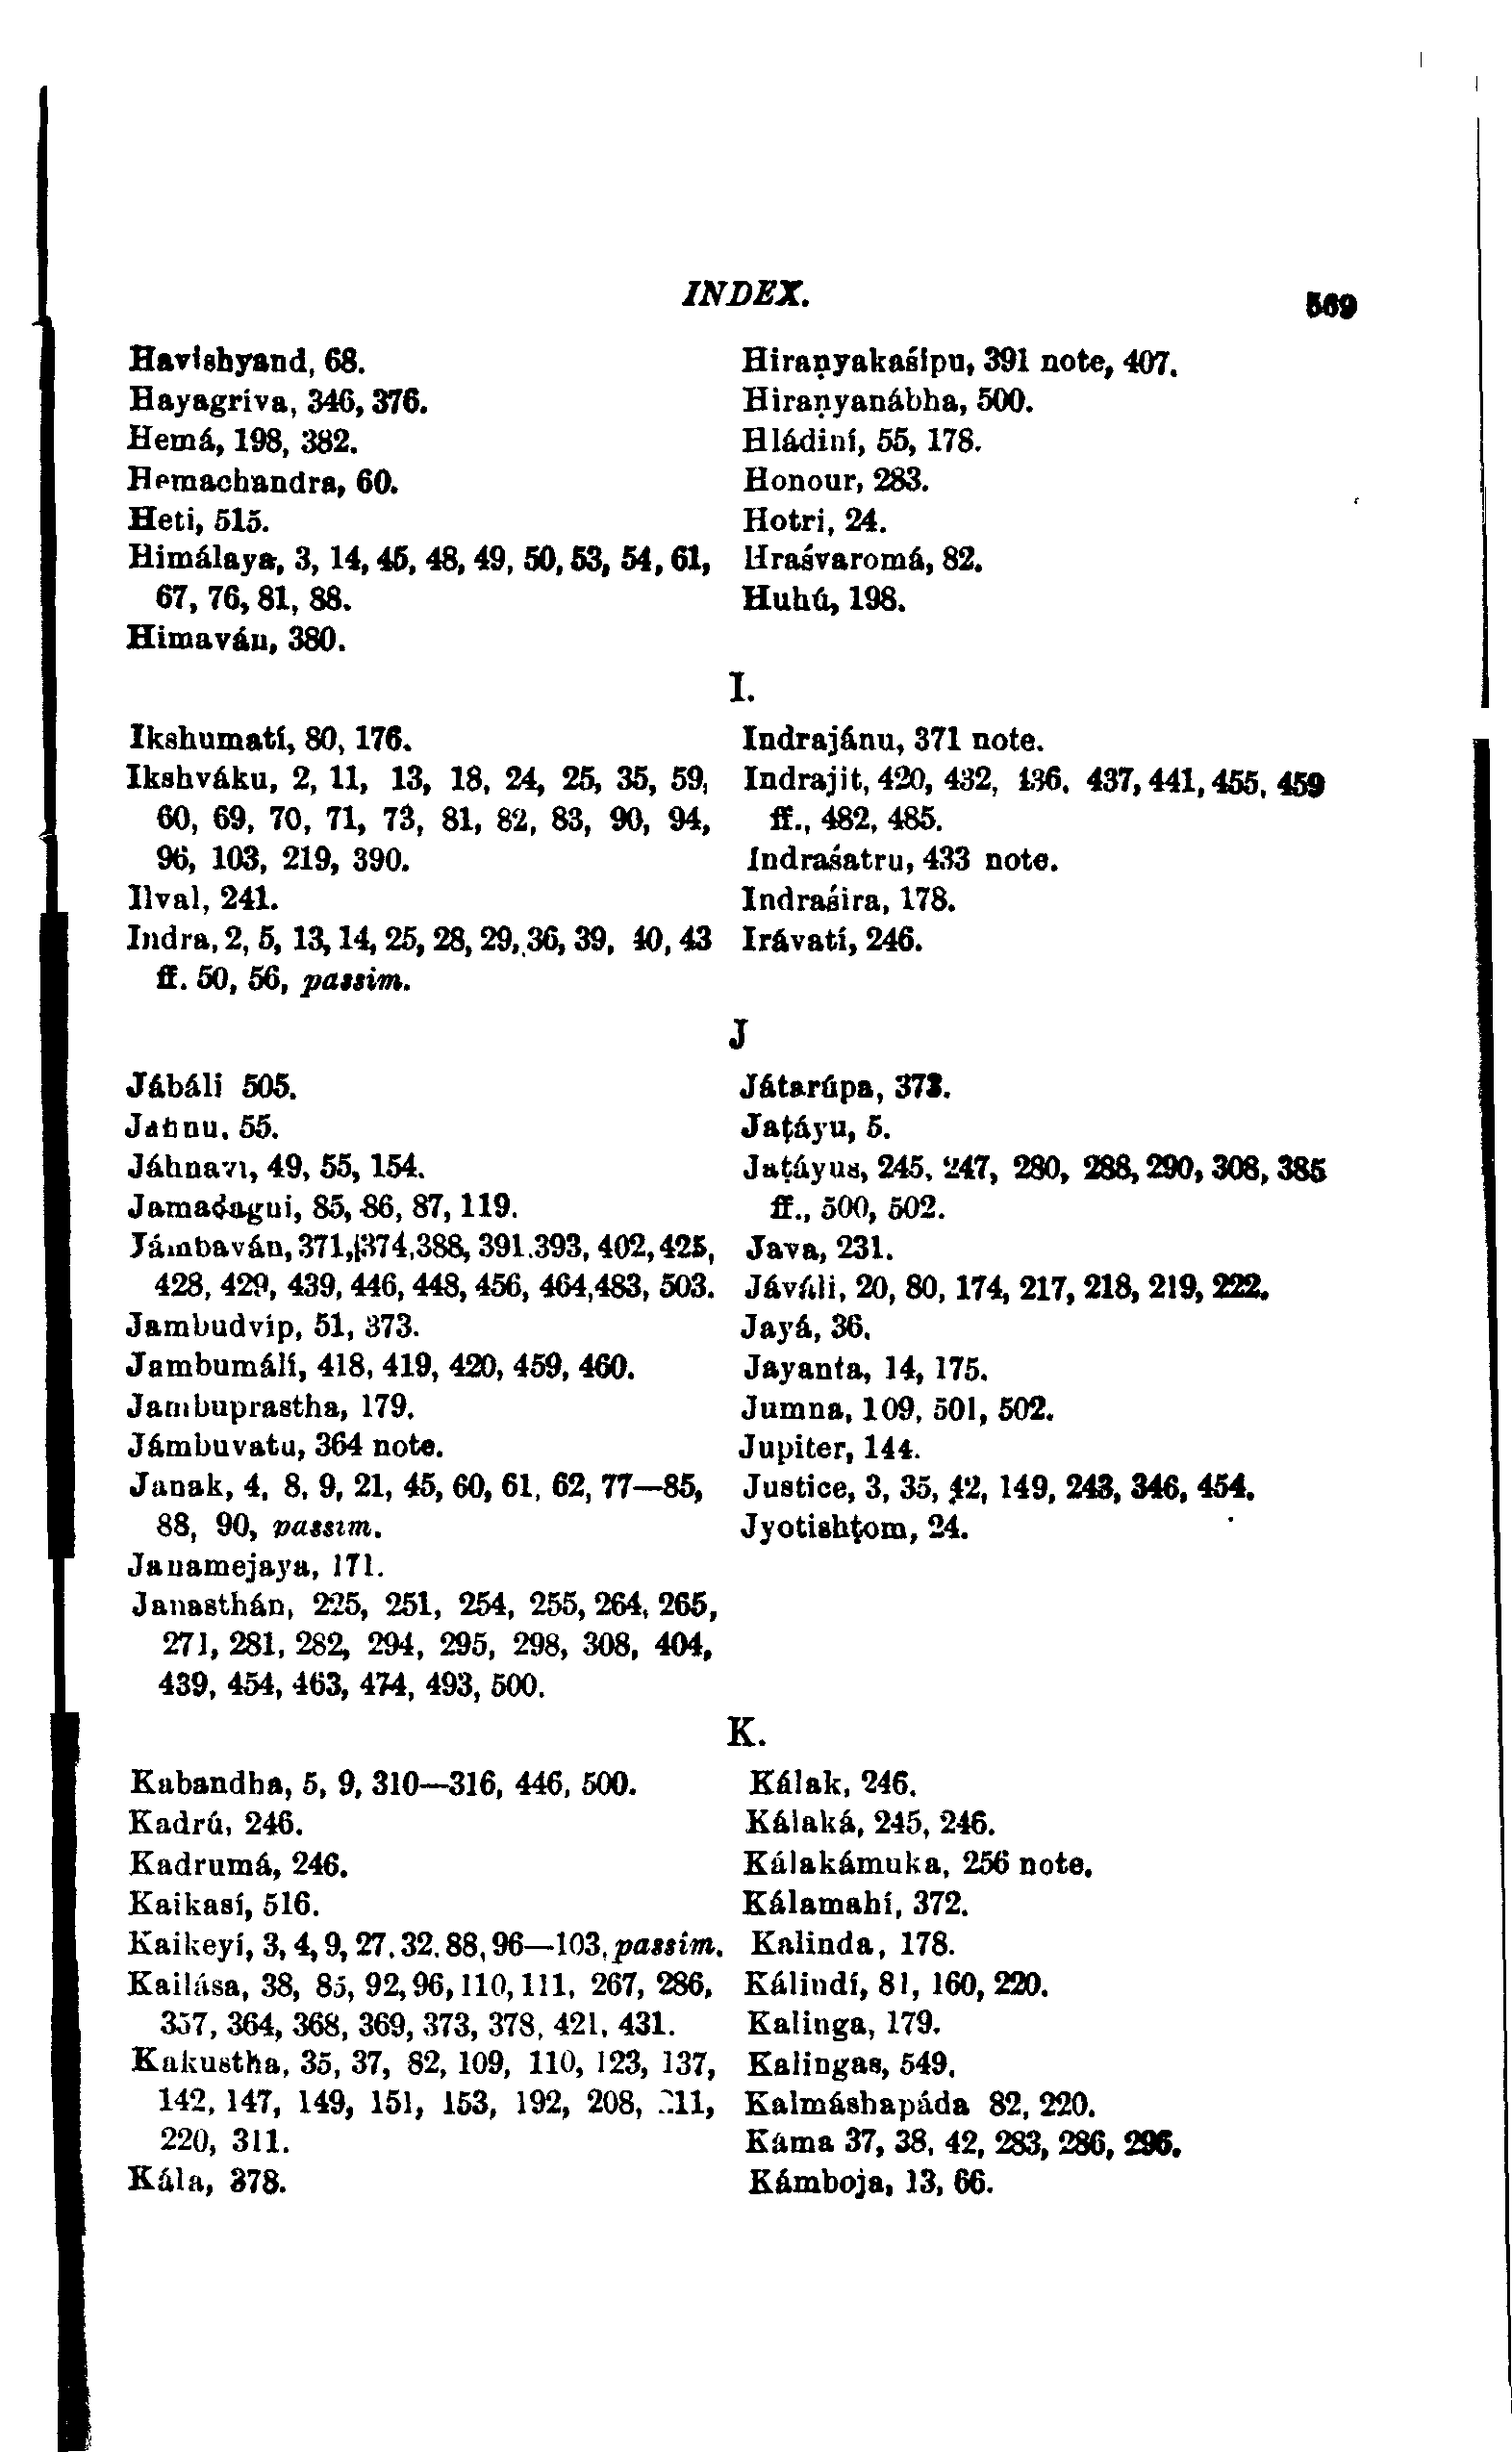 INDEX.
569
Havishyand, 68.
Hayagríva, 346, 376.
Hemá, 198, 382.
Hemachandra, 60.
Heti, 515.
Himálaya, 3, 14, 45, 48, 49, 50, 53, 54, 61,
67, 76, 81, 88.
Himaván, 380.
Hiraṇyakaśipu, 391 note, 407.
Hiraṇyanábha, 500.
Hládiní, 55, 178.
Honour, 283.
Hotri, 24.
Hraśvaromá, 82.
Huhú, 198.
I.
Ikshumatí, 80, 176.
Ikshváku, 2, 11, 13, 18, 24, 25, 35, 59,
60, 69, 70, 71, 73, 81, 82, 83, 90, 94,
96, 103, 219, 390.
Ilval, 241.
Indra, 2, 5, 13, 14, 25, 28, 29, 36, 39, 40, 43
ff. 50, 56, passim.
Indrajánu, 371 note.
Indrajit, 420, 432, 436, 437, 441, 455, 459
ff., 482, 485.
Indraśatru, 433 note.
Indraśira, 178.
Irávatí, 246.
J
Jábáli 505.
Jahnu, 55.
Jáhnaví, 49, 55, 154.
Jamadagni, 85, 86, 87, 119.
Jámbaván, 371, 374, 388, 391, 393, 402, 425,
428, 429, 439, 446, 448, 456, 464, 483, 503.
Jambudvip, 51, 373.
Jambumálí, 418, 419, 420, 459, 460.
Jambuprastha, 179.
Jámbuvatu, 364 note.
Janak, 4, 8, 9, 21, 45, 60, 61, 62, 77—85,
88, 90, passim.
Janamejaya, 171.
Janasthán, 225, 251, 254, 255, 264, 265,
271, 281, 282, 294, 295, 298, 308, 404,
439, 454, 463, 474, 493, 500.
Játarúpa, 373.
Jaṭáyu, 5.
Jaṭáyus, 245, 247, 280, 288, 290, 308, 385
ff., 500, 502.
Java, 231.
Jáváli, 20, 80, 174, 217, 218, 219, 222.
Jayá, 36.
Jayanta, 14, 175.
Jumna, 109, 501, 502.
Jupiter, 144.
Justice, 3, 35, 42, 149, 243, 346, 454.
Jyotishṭom, 24.
K.
Kabandha, 5, 9, 310—316, 446, 500.
Kadrú, 246.
Kadrumá, 246.
Kaikasí, 516.
Kaikeyí, 3, 4, 9, 27, 32, 88, 96—103, passim.
Kailása, 38, 85, 92, 96, 110, 111, 267, 286,
357, 364, 368, 369, 373, 378, 421, 431.
Kakustha, 35, 37, 82, 109, 110, 123, 137,
142, 147, 149, 151, 153, 192, 208, 211,
220, 311.
Kála, 378.
Kálak, 246.
Kálaká, 245, 246.
Kálakámuka, 256 note.
Kálamahí, 372.
Kalinda, 178.
Kálindí, 81, 160, 220.
Kalinga, 179.
Kalingas, 549.
Kalmáshapáda 82, 220.
Káma 37, 38, 42, 283, 286, 296.
Kámboja, 13, 66.